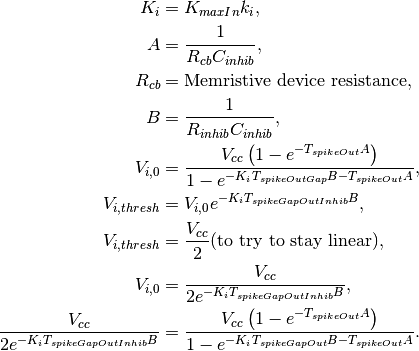 K_i = K_{maxIn} k_i,
A = \frac{1}{R_{cb} C_{inhib}},
R_{cb} = Memristive device resistance,
B = \frac{1}{R_{inhib} C_{inhib}},
V_{i,0} = \frac{V_{cc} \left(1 - e^{-T_{spikeOut} A}\right)}{1 - e^{-K_i T_{spikeOutGap} B - T_{spikeOut} A}},
V_{i,thresh} = V_{i,0} e^{-K_i T_{spikeGapOutInhib} B},
V_{i,thresh} = \frac{V_{cc}}{2} (to try to stay linear),
V_{i,0} = \frac{V_{cc}}{2 e^{-K_i T_{spikeGapOutInhib} B}},
\frac{V_{cc}}{2 e^{-K_i T_{spikeGapOutInhib} B}} = \frac{V_{cc} \left(1 - e^{-T_{spikeOut} A}\right)}{1 - e^{-K_i T_{spikeGapOut} B - T_{spikeOut} A}}.